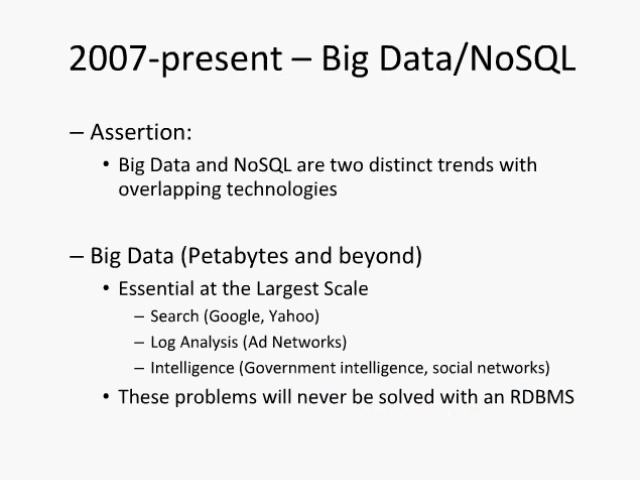 2007-present – Big Data/NoSQL
– Assertion:
• Big Data and NoSQL are two distinct trends with
overlapping technologies
– Big Data (Petabytes and beyond)
• Essential at the Largest Scale
– Search (Google, Yahoo)
– Log Analysis (Ad Networks)
– Intelligence (Government intelligence, social networks)
• These problems will never be solved with an RDBMS